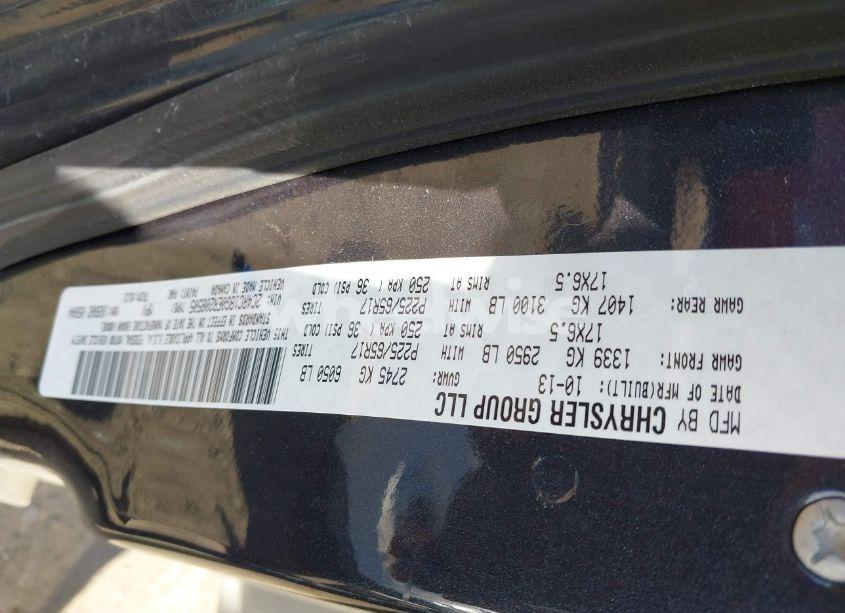 MFD BY CHRYSLER GROUP LLC
DATE OF MFR(BUILT): 10-13 GVWR: 2745 KG 6050 LB
GAWR FRONT: 1339 KG 2950 LB WITH P225/65R17 TIRES
17X6.5 RIMS AT 250 KPA ( 36 PSI) COLD
GAWR REAR: 1407 KG 3100 LB WITH P225/65R17 TIRES
17X6.5 RIMS AT 250 KPA ( 36 PSI) COLD
THIS VEHICLE CONFORMS TO ALL APPLICABLE U.S.A. FEDERAL MOTOR VEHICLE SAFETY
STANDARDS IN EFFECT ON THE DATE OF MANUFACTURE SHOWN ABOVE
VIN: TYPE: MPV
VEHICLE MADE IN CANADA PAINT: TRIM: